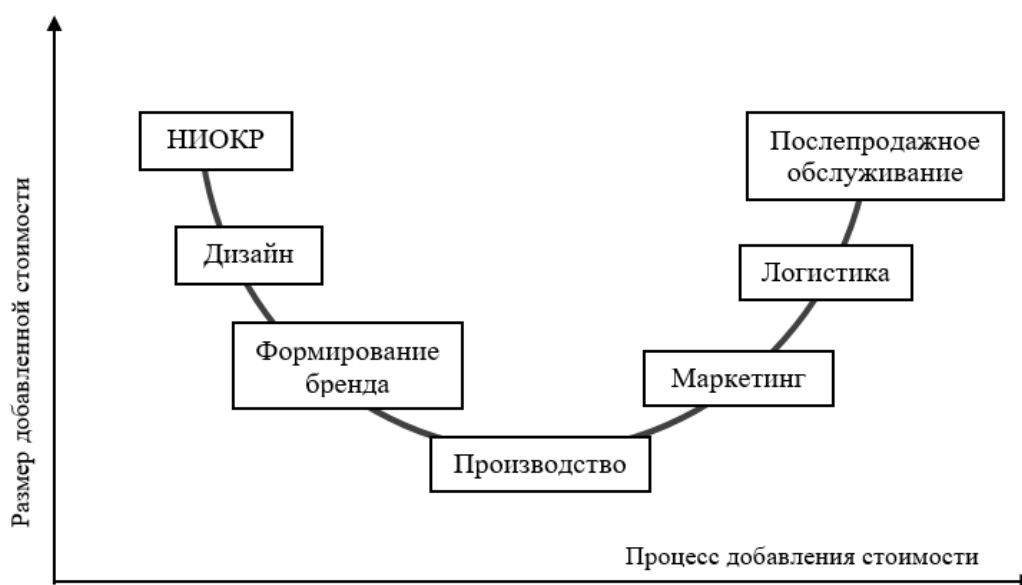 Размер добавленной стоимости
НИОКР
Дизайн
Формирование
бренда
Производство
Маркетинг
Логистика
Послепродажное
обслуживание
Процесс добавления стоимости